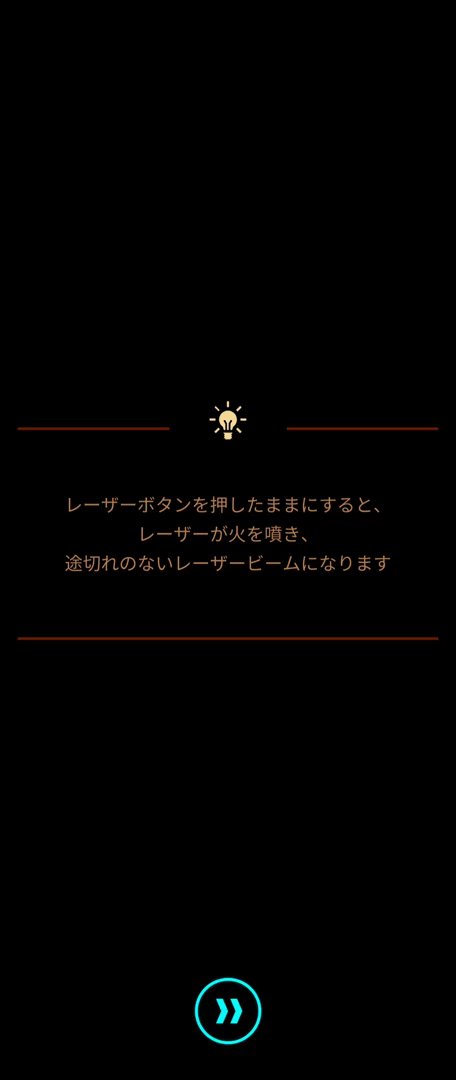 レーザーボタンを押したままにすると、
レーザーが火を噴き、
途切れのないレーザービームになります